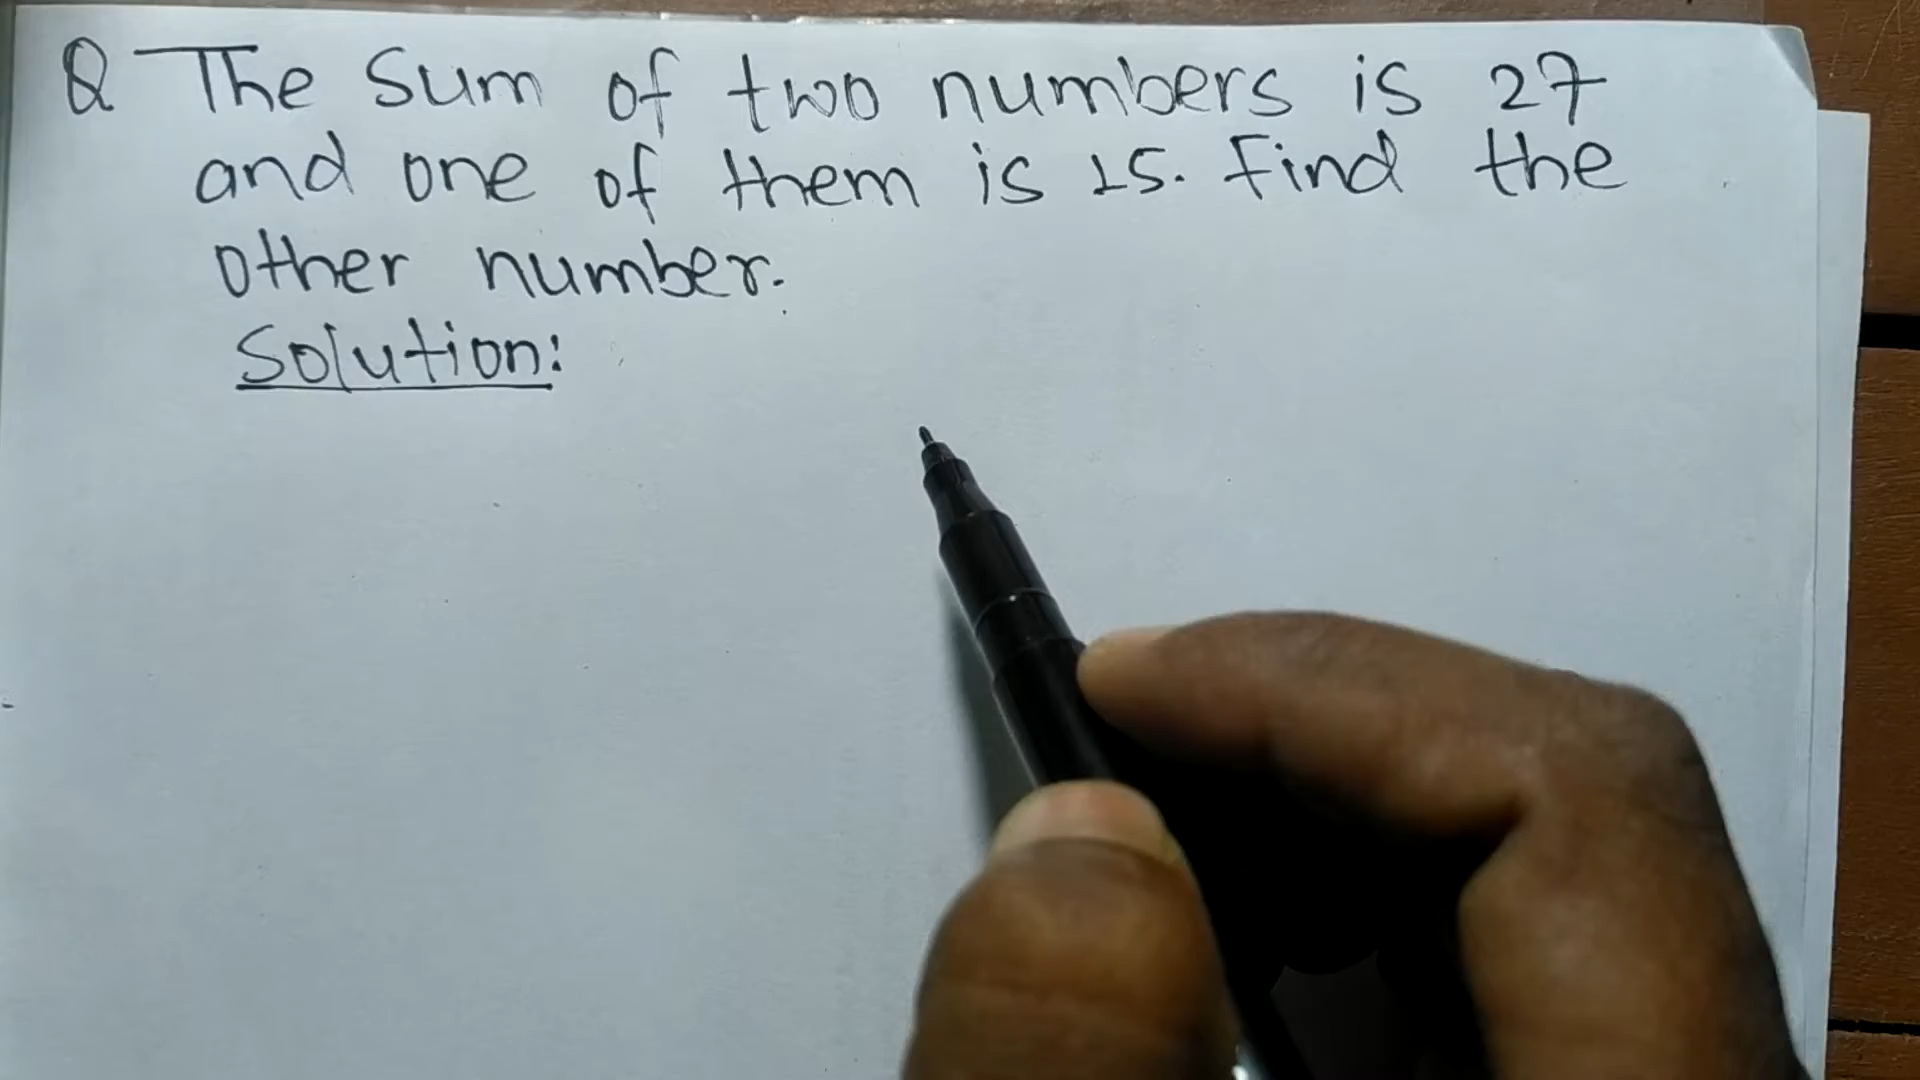 Q The Sum of two numbers is 27
and one of them is 15. Find the
other number.
Solution: